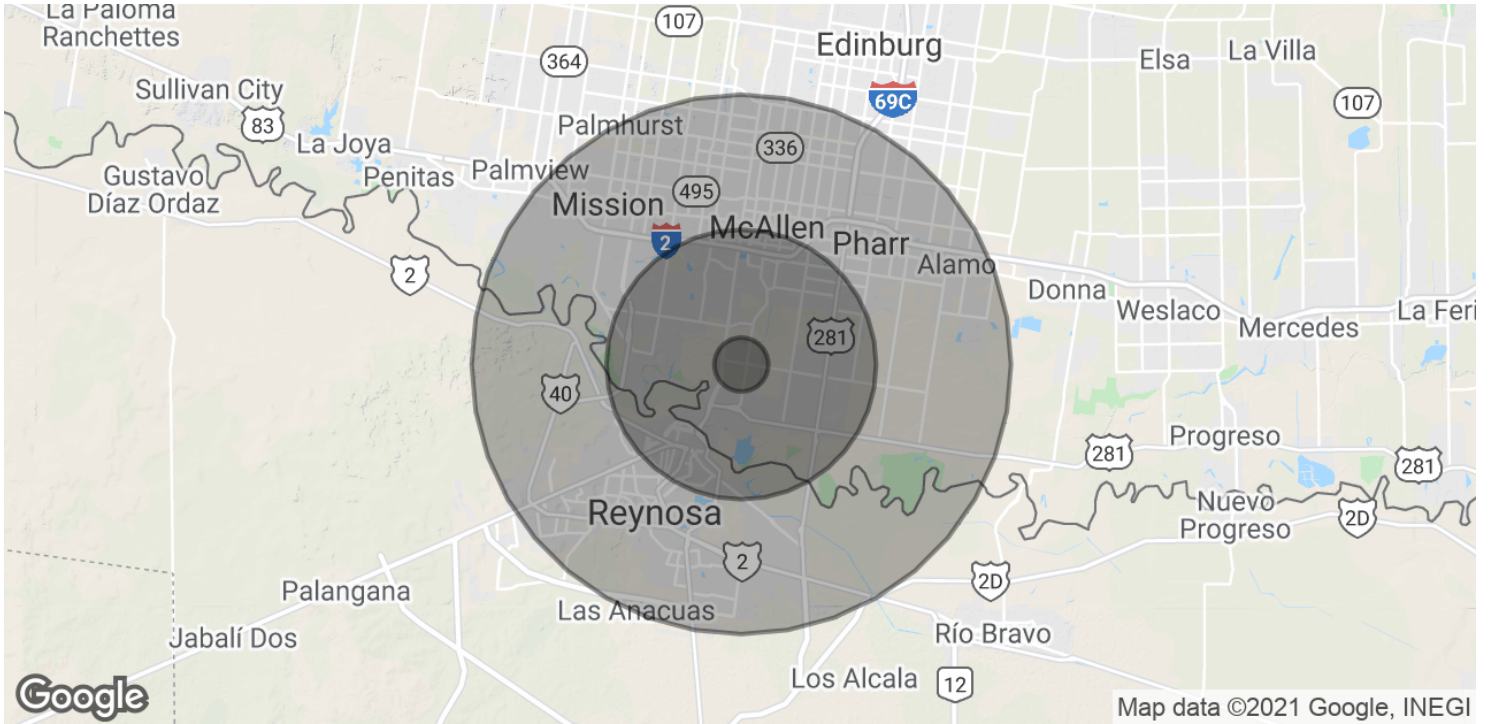 La Paloma
Ranchettes
107
Edinburg
Elsa
La Villa
364
Sullivan City
69C
107
83
Palmhurst
La Joya
336
Gustavo
Díaz Ordaz
Penitas
Palmview
495
Mission
McAllen
2
Pharr
Alamo
2
Donna
Weslaco
Mercedes
La Feri
281
40
Progreso
281
281
Reynosa
Nuevo
Progreso
2D
2
2D
Palangana
Las Anacuas
Jabalí Dos
Río Bravo
Los Alcala
12
Google
Map data ©2021 Google, INEGI